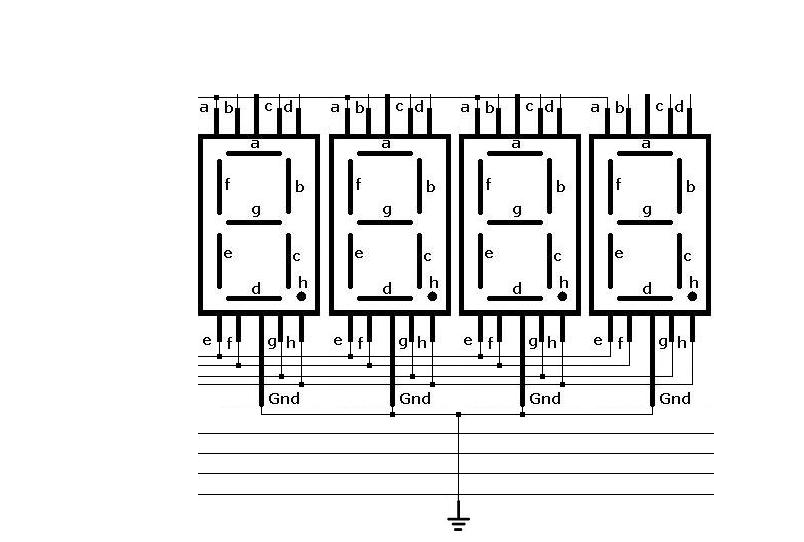 a b c d a b c d a b c d a b c d
a a a a
f b f b f b f b
g g g g
e c e c e c e c
h h h h
d d d d
e f g h e f g h e f g h e f g h
Gnd Gnd Gnd Gnd